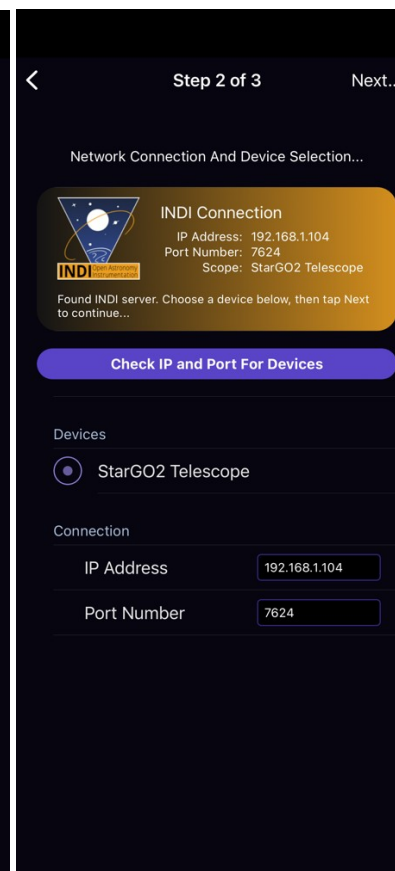 Step 2 of 3
Next..
Network Connection And Device Selection...
INDI Connection
IP Address: 192.168.1.104
Port Number: 7624
Scope: StarGO2 Telescope
INDI Open Astronomy
Instrumentation
Found INDI server. Choose a device below, then tap Next
to continue...
Check IP and Port For Devices
Devices
StarGO2 Telescope
Connection
IP Address 192.168.1.104
Port Number 7624